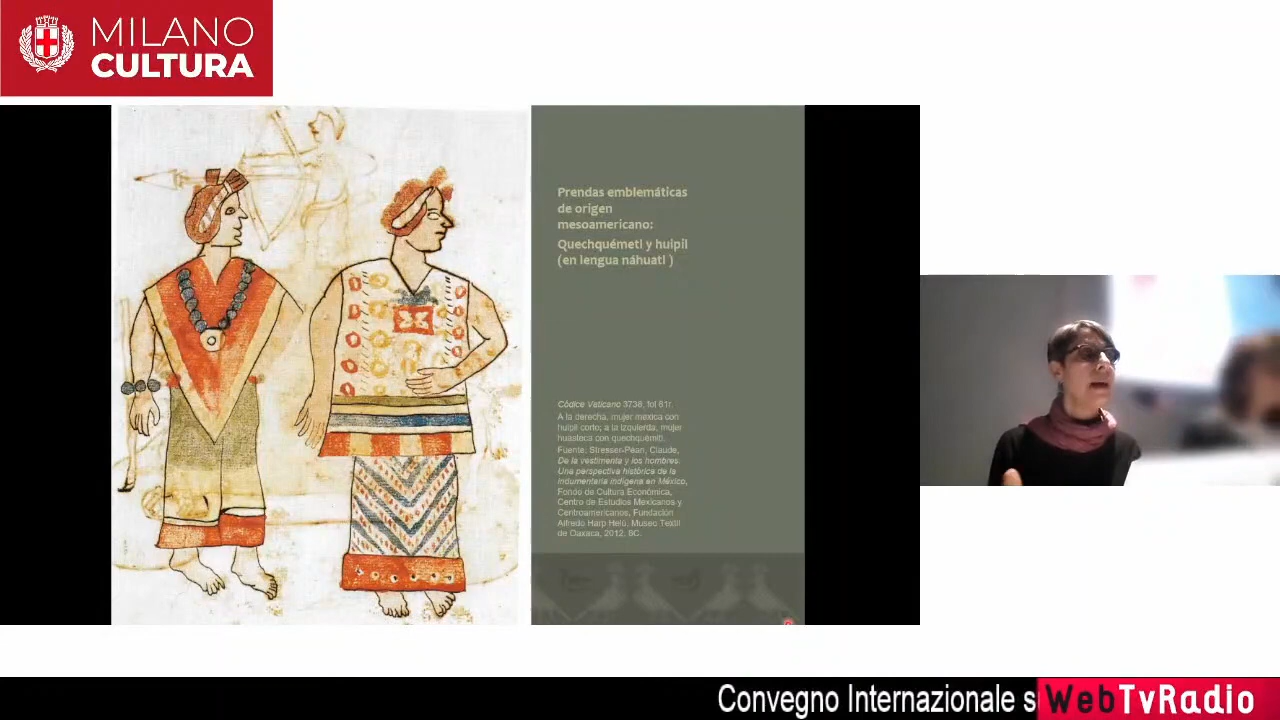 MILANO
CULTURA
Prendas emblemáticas
de origen
mesoamericano:
Quechquémetl y huipil
(en lengua náhuatl )
Códice Vaticano 3738, fol 61r.
A la derecha, mujer mexica con
huipil corto; a la izquierda, mujer
huasteca con quechquémitl.
Fuente: Stresser-Péan, Claude,
De la vestimenta y los hombres.
Una perspectiva histórica de la
indumentaria indígena en México,
Fondo de Cultura Económica,
Centro de Estudios Mexicanos y
Centroamericanos, Fundación
Alfredo Harp Helú, Museo Textil
de Oaxaca, 2012, 6C.
Convegno Internazionale s
WebTvRadio